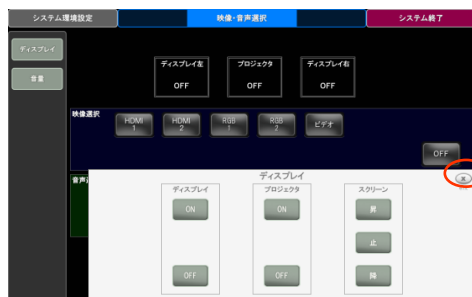 システム環境設定
映像・音声選択
システム終了
ディスプレイ
音量
ディスプレイ左
OFF
プロジェクタ
OFF
ディスプレイ右
OFF
映像選択
HDMI
1
HDMI
2
RGB
1
RGB
2
ビデオ
OFF
音声
ディスプレイ
ディスプレイ
ON
OFF
プロジェクタ
ON
OFF
スクリーン
昇
止
降